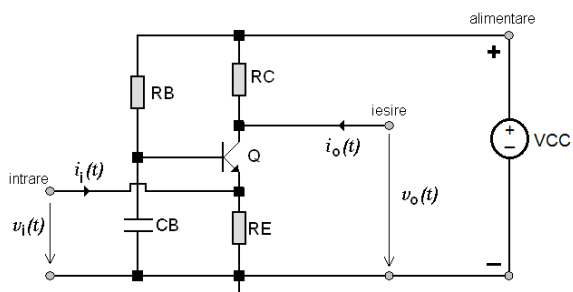 alimentare
+
RC
RB
iesire
+
−
VCC
Q
io(t)
intrare
ii(t)
vi(t)
vo(t)
CB
RE
−